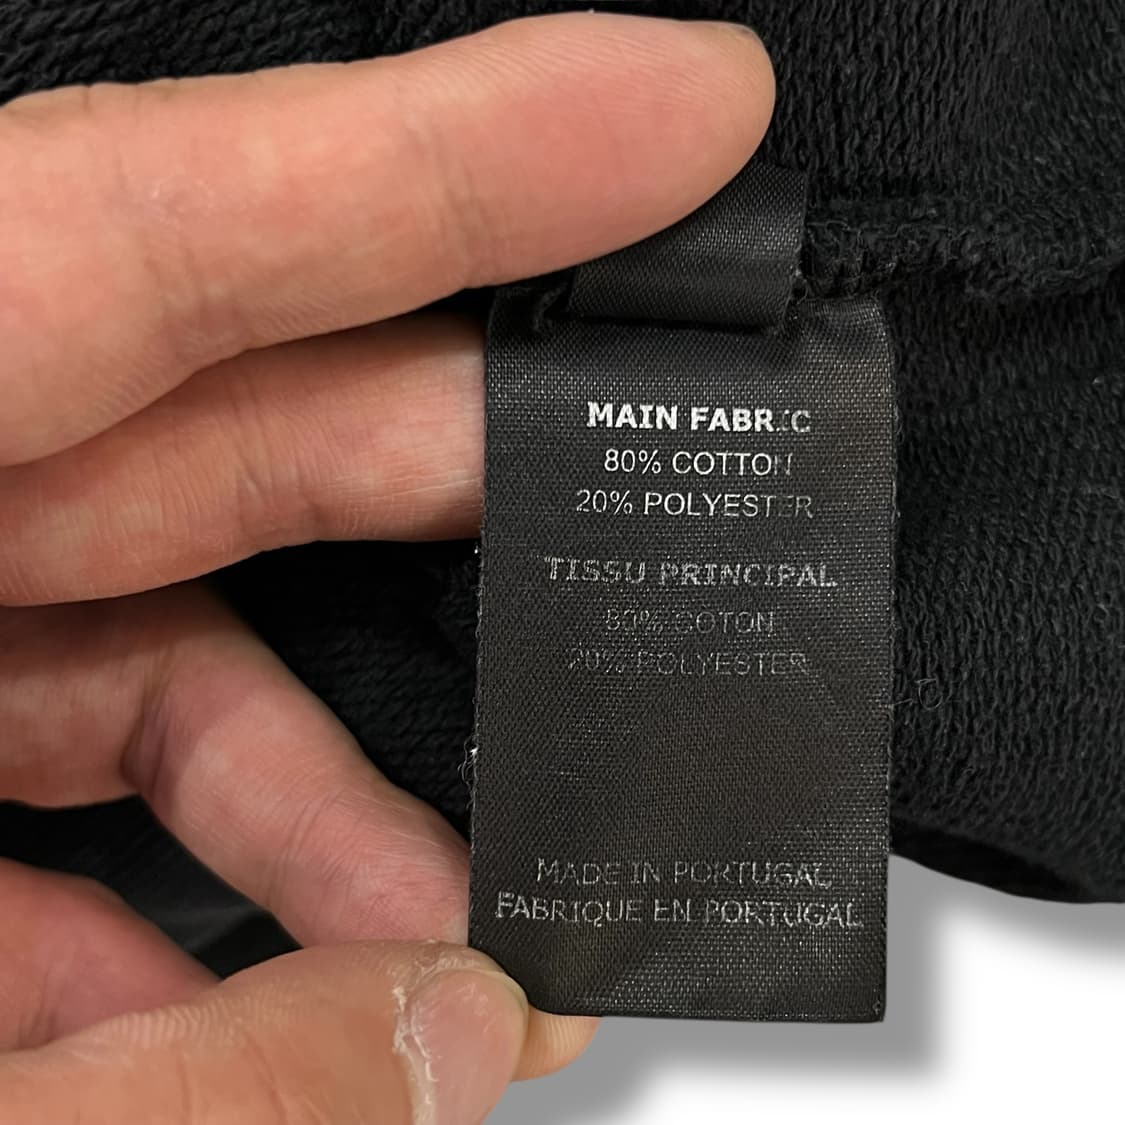 MAIN FABRIC
80% COTTON
20% POLYESTER
TISSU PRINCIPAL
80% COTON
20% POLYESTER
MADE IN PORTUGAL
FABRIQUE EN PORTUGAL